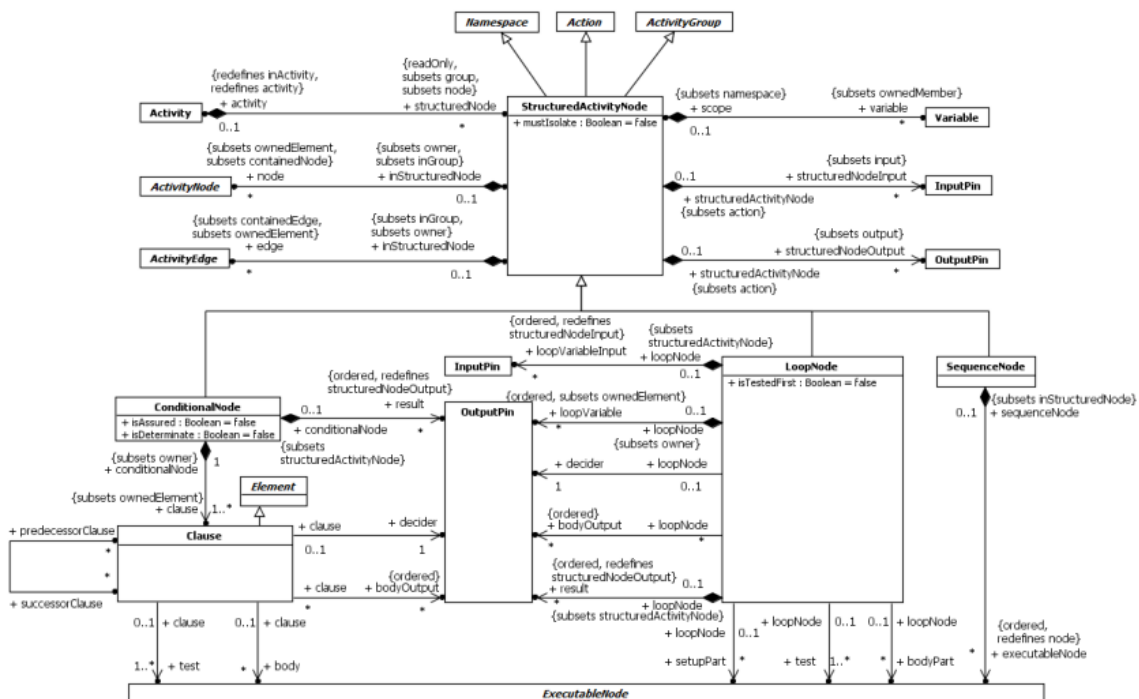 Namespace
Action
ActivityGroup
{redefines inActivity,
redefines activity}
+ activity
0..1
{readOnly,
subsets group,
subsets node}
+ structuredNode
*
Activity
StructuredActivityNode
+ mustIsolate : Boolean = false
{subsets namespace}
+ scope
0..1
{subsets ownedMember}
+ variable
*
Variable
{subsets ownedElement,
subsets containedNode}
+ node
*
{subsets owner,
subsets inGroup}
+ inStructuredNode
0..1
ActivityNode
0..1
+ structuredActivityNode
{subsets action}
{subsets input}
+ structuredNodeInput
*
InputPin
{subsets containedEdge,
subsets ownedElement}
+ edge
*
{subsets inGroup,
subsets owner}
+ inStructuredNode
0..1
ActivityEdge
0..1
+ structuredActivityNode
{subsets action}
{subsets output}
+ structuredNodeOutput
*
OutputPin
{ordered, redefines
structuredNodeInput}
+ loopVariableInput
*
{subsets
structuredActivityNode}
+ loopNode
0..1
InputPin
LoopNode
+ isTestedFirst : Boolean = false
SequenceNode
{subsets inStructuredNode}
+ sequenceNode
0..1
ConditionalNode
+ isAssured : Boolean = false
+ isDeterminate : Boolean = false
{ordered, redefines
structuredNodeOutput}
+ result
*
0..1
+ conditionalNode
{subsets
structuredActivityNode}
OutputPin
{ordered, subsets ownedElement}
+ loopVariable
*
0..1
+ loopNode
{subsets owner}
+ decider
1
+ loopNode
0..1
{ordered}
+ bodyOutput
*
+ loopNode
*
{ordered, redefines
structuredNodeOutput}
+ result
*
0..1
+ loopNode
{subsets structuredActivityNode}
{subsets owner}
+ conditionalNode
1
{subsets ownedElement}
+ clause
1..*
Element
Clause
+ predecessorClause
*
*
+ successorClause
+ clause
0..1
+ decider
1
+ clause
*
{ordered}
+ bodyOutput
*
0..1
+ clause
1..*
+ test
0..1
+ clause
*
+ body
+ loopNode
0..1
+ setupPart
*
+ loopNode
0..1
+ test
1..*
0..1
+ loopNode
*
+ bodyPart
{ordered,
redefines node}
+ executableNode
*
ExecutableNode